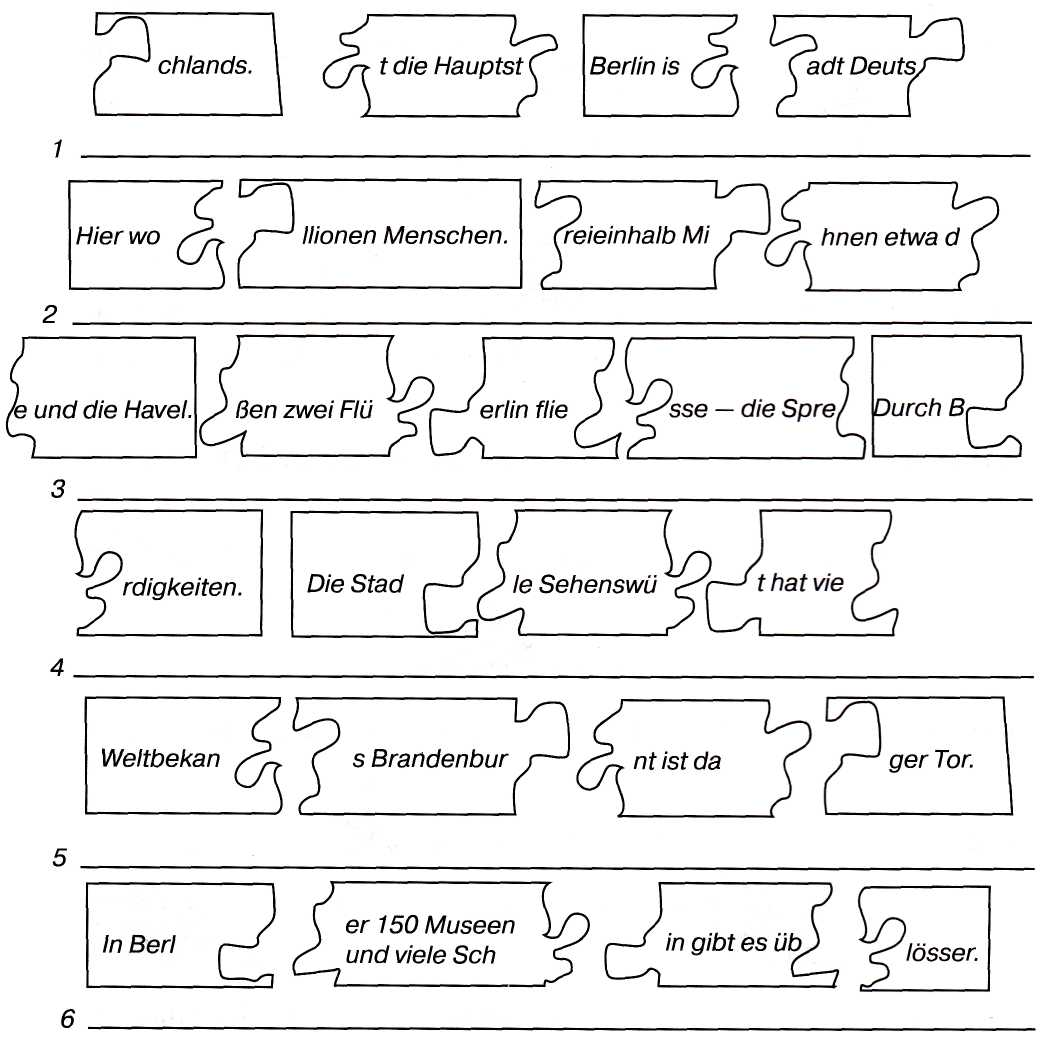 chlands. t die Hauptst Berlin is adt Deuts
1
Hier wo llionen Menschen. reieinhalb Mi hnen etwa d
2
e und die Havel. ßen zwei Flü erlin flie sse – die Spre Durch B
3
rdigkeiten. Die Stad le Sehenswü t hat vie
4
Weltbekan s Brandenbur nt ist da ger Tor.
5
In Berl er 150 Museen in gibt es üb lösser.
und viele Sch
6